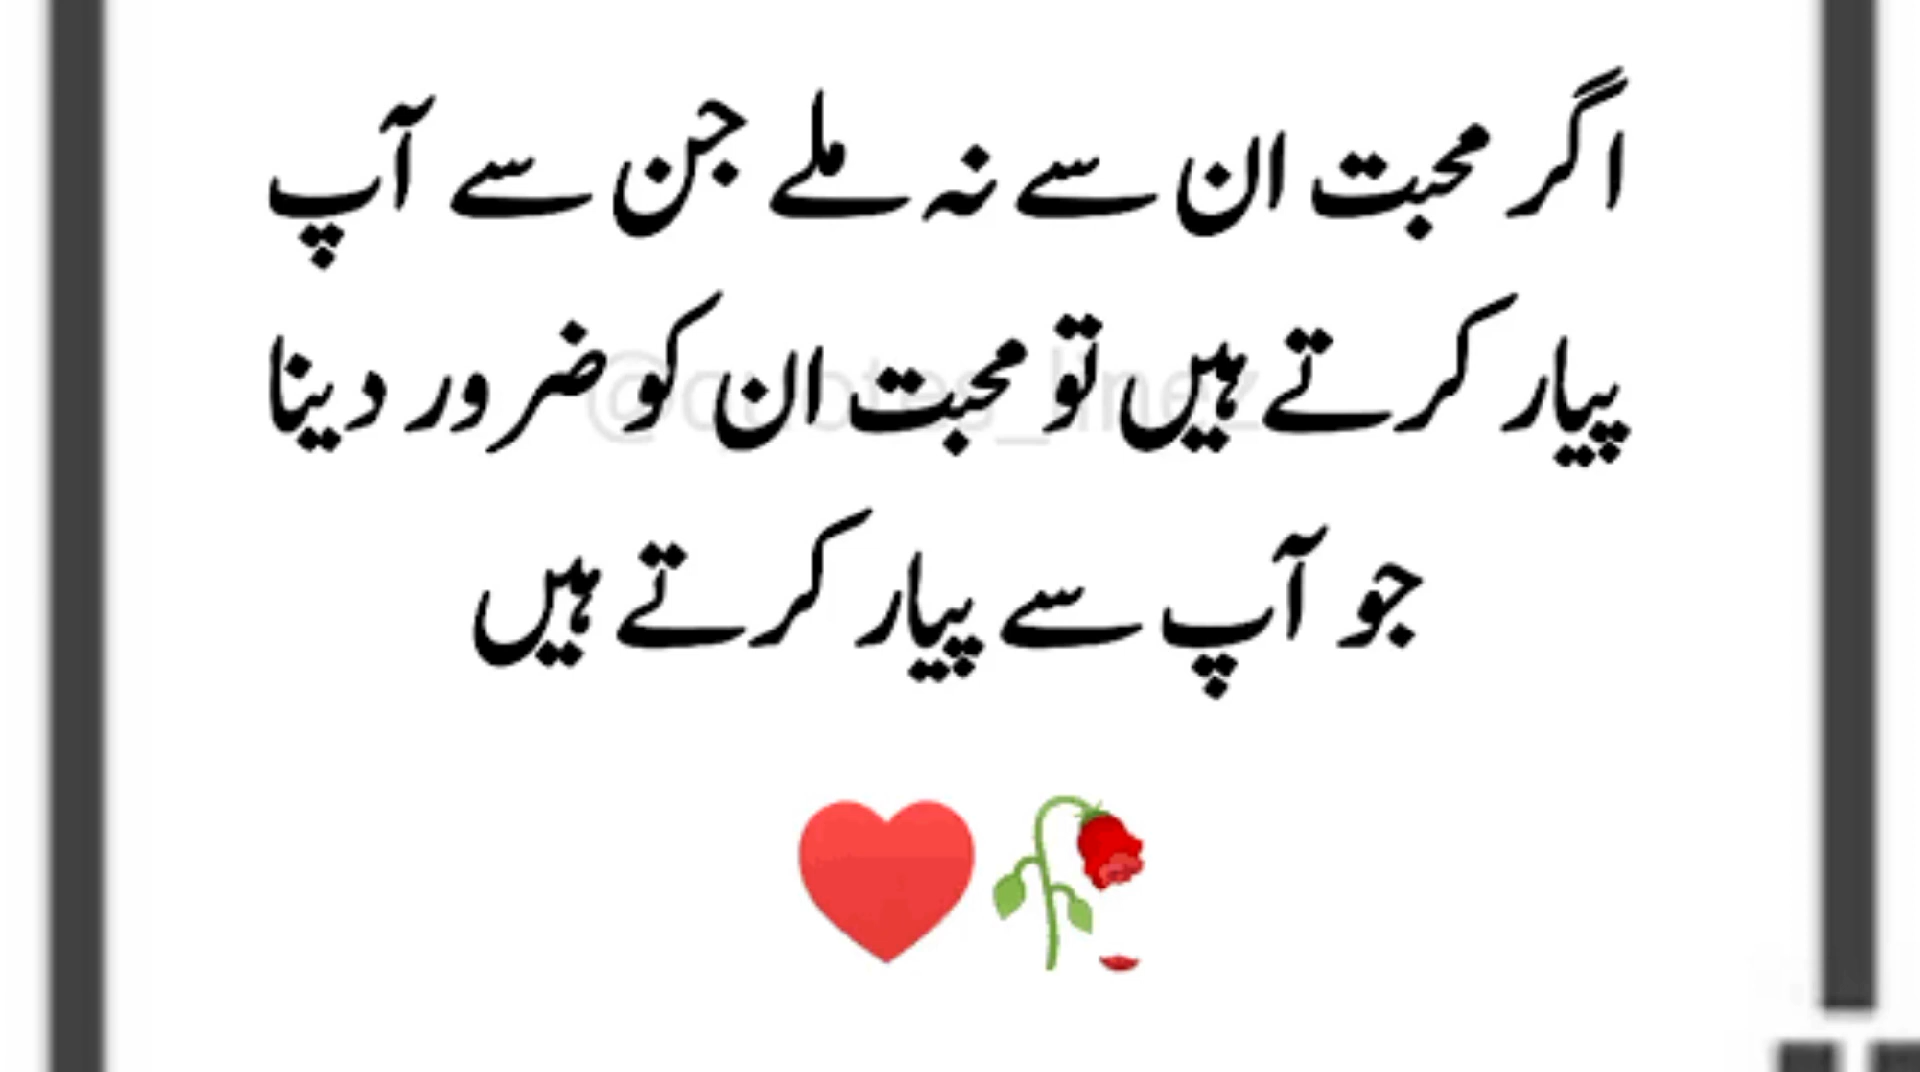 اگر محبت ان سے نہ ملے جن سے آپ
پیار کرتے ہیں تو محبت ان کو ضرور دینا
@quotes_linez
جو آپ سے پیار کرتے ہیں